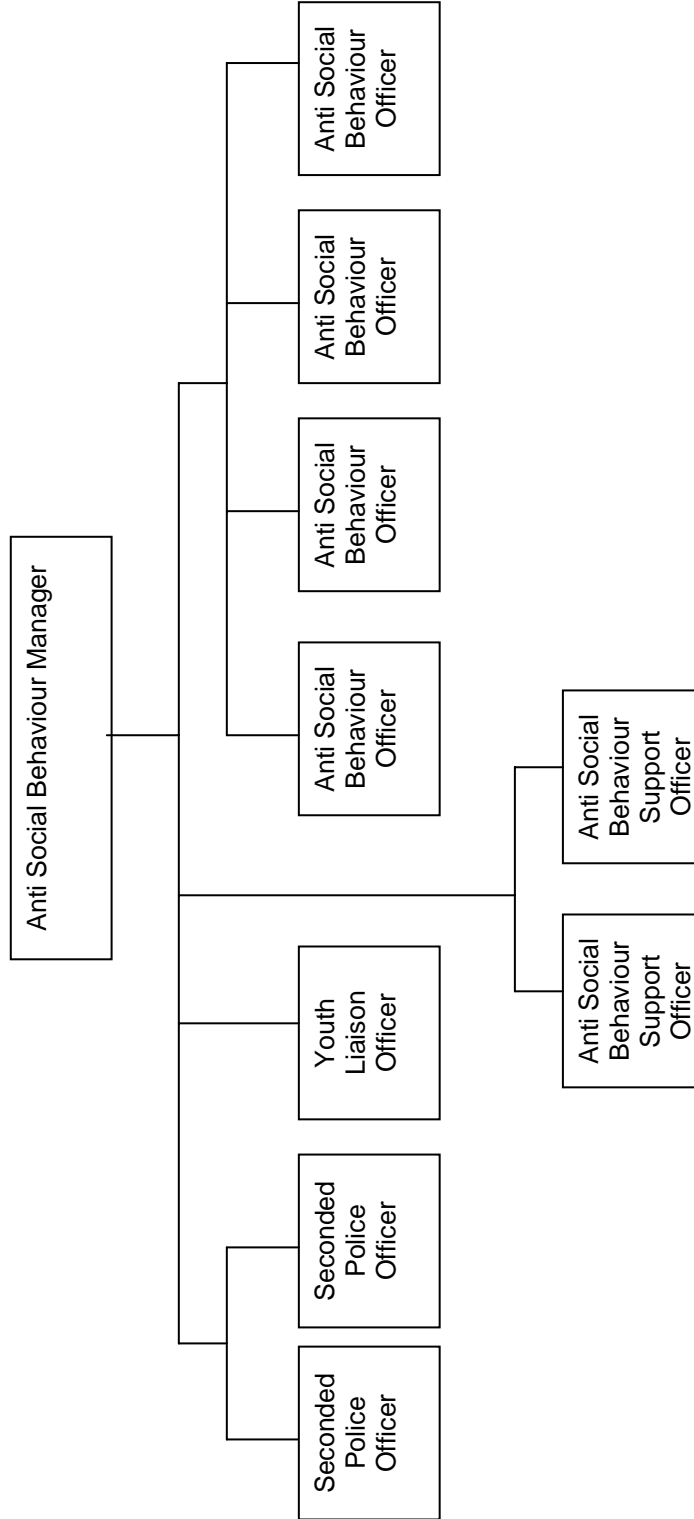 Anti Social Behaviour Manager
Seconded
Police
Officer
Seconded
Police
Officer
Youth
Liaison
Officer
Anti Social
Behaviour
Officer
Anti Social
Behaviour
Officer
Anti Social
Behaviour
Officer
Anti Social
Behaviour
Officer
Anti Social
Behaviour
Support
Officer
Anti Social
Behaviour
Support
Officer